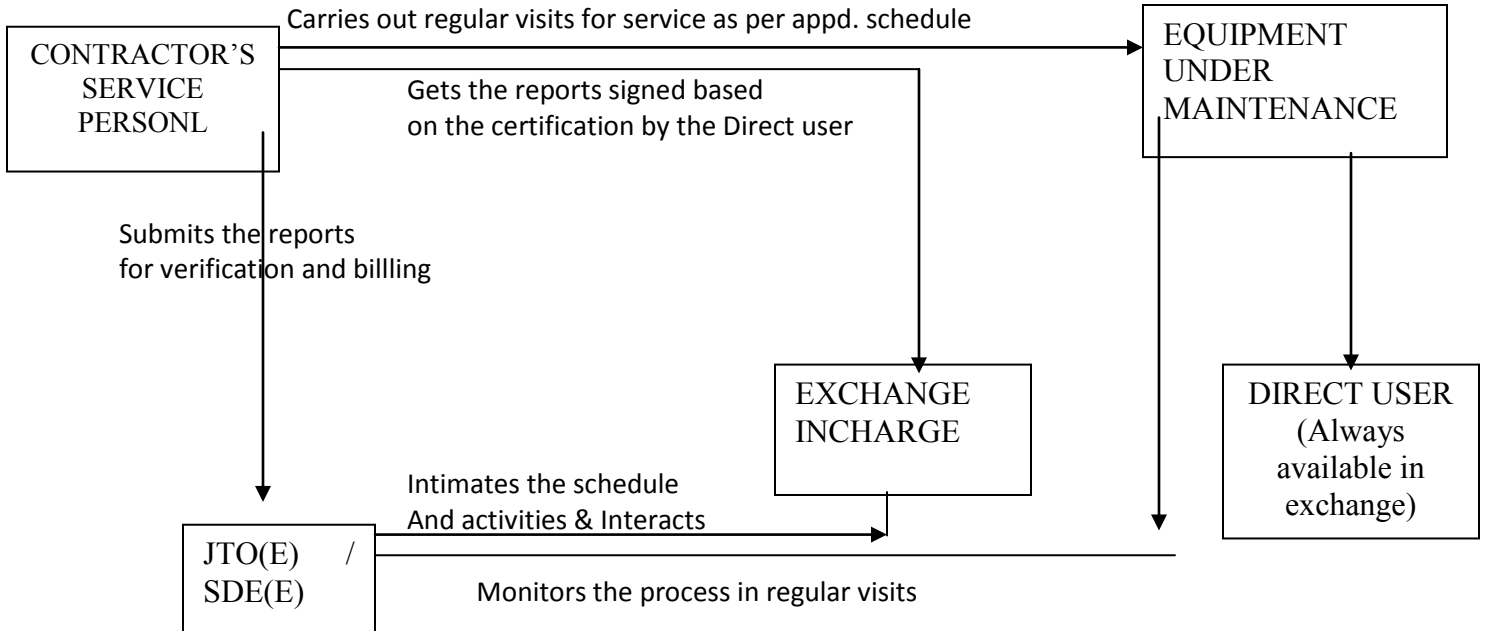 Carries out regular visits for service as per appd. schedule
CONTRACTOR’S
SERVICE
PERSONL
EQUIPMENT
UNDER
MAINTENANCE
Gets the reports signed based
on the certification by the Direct user
Submits the reports
for verification and billling
EXCHANGE
INCHARGE
DIRECT USER
(Always
available in
exchange)
Intimates the schedule
And activities & Interacts
JTO(E) /
SDE(E)
Monitors the process in regular visits